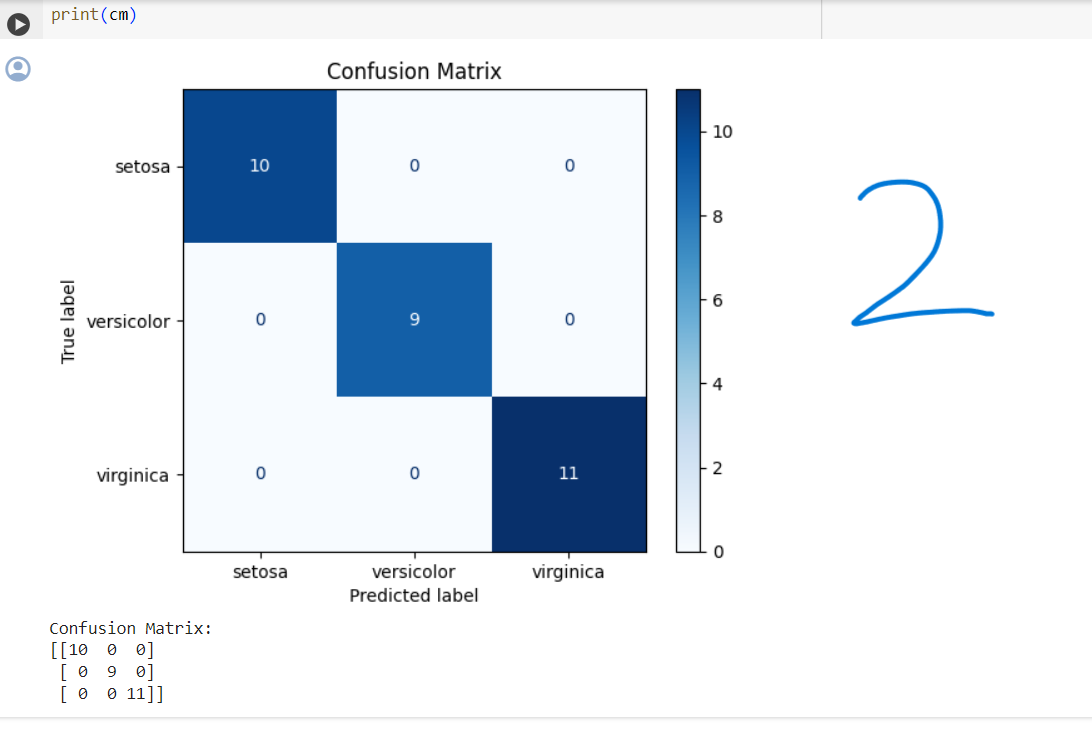 print(cm)
Confusion Matrix
10
setosa
10 0 0
8
2
6
True label
versicolor
0 9 0
4
virginica
0 0 11
2
0
setosa versicolor virginica
Predicted label
Confusion Matrix:
[[10  0  0]
 [ 0  9  0]
 [ 0  0 11]]